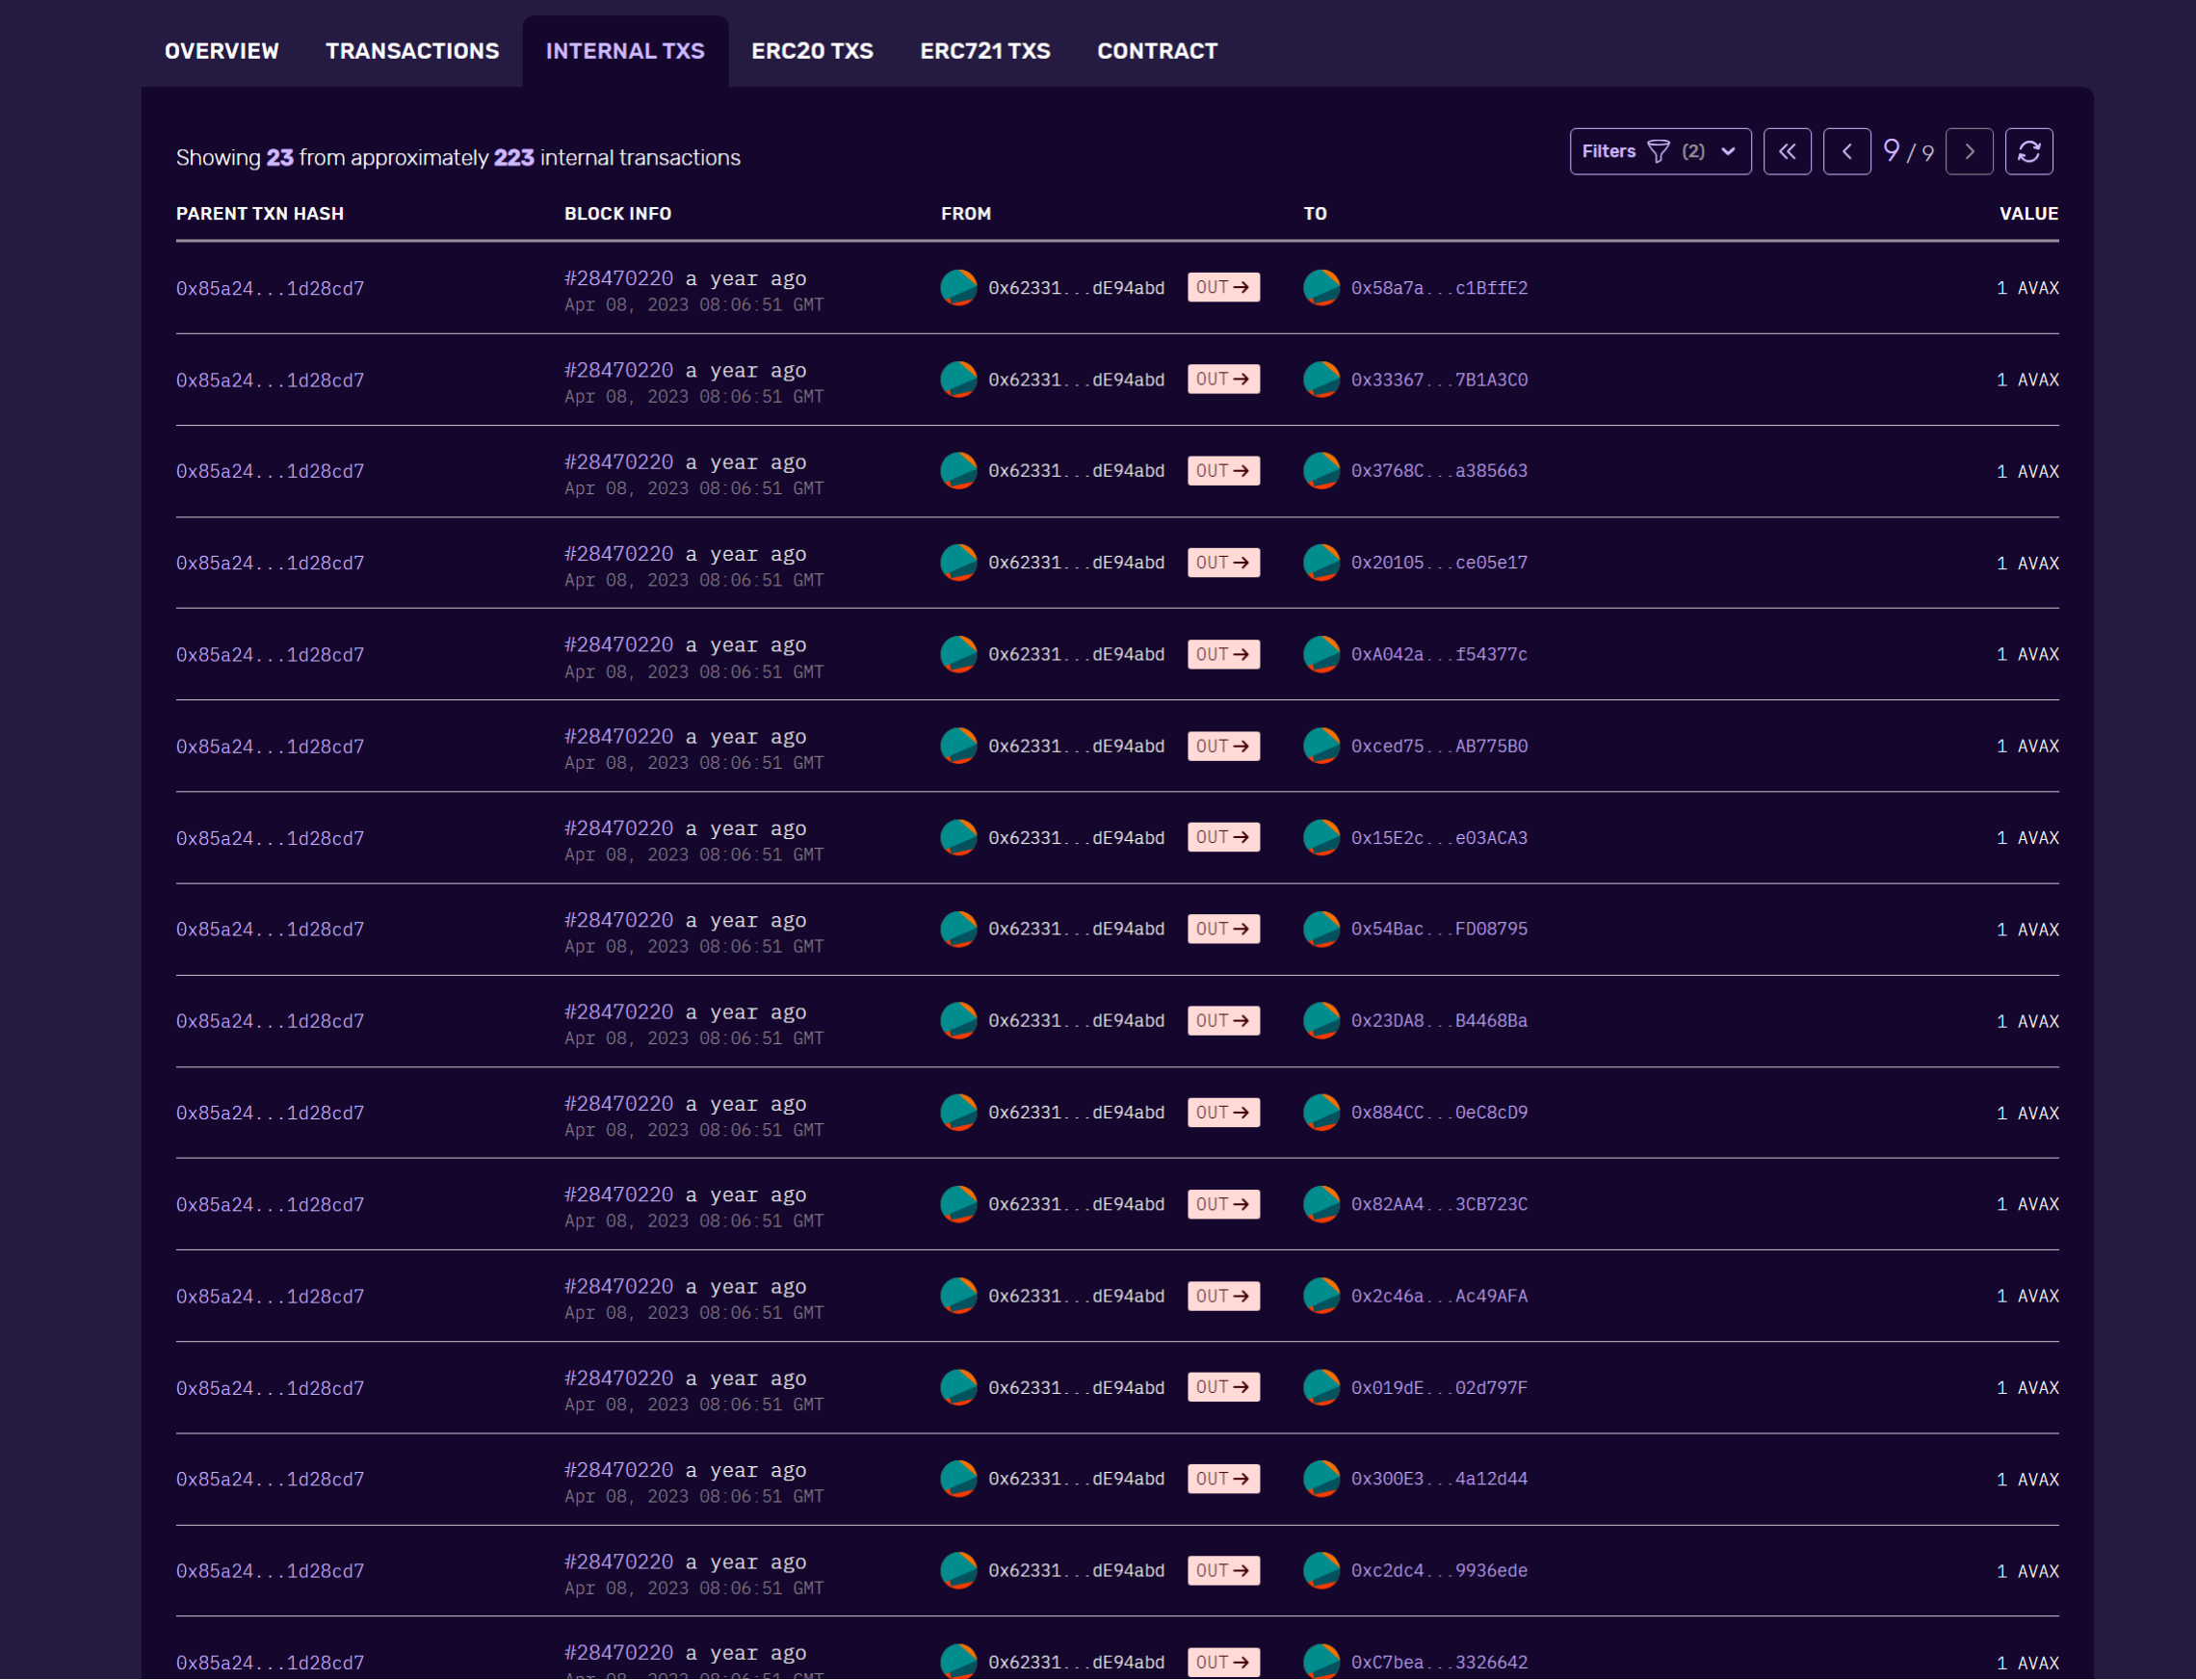 OVERVIEW TRANSACTIONS INTERNAL TXS ERC20 TXS ERC721 TXS CONTRACT
Showing 23 from approximately 223 internal transactions Filters (2) 9 / 9
PARENT TXN HASH BLOCK INFO FROM TO VALUE
0x85a24...1d28cd7 #28470220 a year ago 0x62331...dE94abd OUT→ 0x58a7a...c1BffE2 1 AVAX
Apr 08, 2023 08:06:51 GMT
0x85a24...1d28cd7 #28470220 a year ago 0x62331...dE94abd OUT→ 0x33367...7B1A3C0 1 AVAX
Apr 08, 2023 08:06:51 GMT
0x85a24...1d28cd7 #28470220 a year ago 0x62331...dE94abd OUT→ 0x3768C...a385663 1 AVAX
Apr 08, 2023 08:06:51 GMT
0x85a24...1d28cd7 #28470220 a year ago 0x62331...dE94abd OUT→ 0x20105...ce05e17 1 AVAX
Apr 08, 2023 08:06:51 GMT
0x85a24...1d28cd7 #28470220 a year ago 0x62331...dE94abd OUT→ 0xA042a...f54377c 1 AVAX
Apr 08, 2023 08:06:51 GMT
0x85a24...1d28cd7 #28470220 a year ago 0x62331...dE94abd OUT→ 0xced75...AB775B0 1 AVAX
Apr 08, 2023 08:06:51 GMT
0x85a24...1d28cd7 #28470220 a year ago 0x62331...dE94abd OUT→ 0x15E2c...e03ACA3 1 AVAX
Apr 08, 2023 08:06:51 GMT
0x85a24...1d28cd7 #28470220 a year ago 0x62331...dE94abd OUT→ 0x54Bac...FD08795 1 AVAX
Apr 08, 2023 08:06:51 GMT
0x85a24...1d28cd7 #28470220 a year ago 0x62331...dE94abd OUT→ 0x23DA8...B4468Ba 1 AVAX
Apr 08, 2023 08:06:51 GMT
0x85a24...1d28cd7 #28470220 a year ago 0x62331...dE94abd OUT→ 0x884CC...0eC8cD9 1 AVAX
Apr 08, 2023 08:06:51 GMT
0x85a24...1d28cd7 #28470220 a year ago 0x62331...dE94abd OUT→ 0x82AA4...3CB723C 1 AVAX
Apr 08, 2023 08:06:51 GMT
0x85a24...1d28cd7 #28470220 a year ago 0x62331...dE94abd OUT→ 0x2c46a...Ac49AFA 1 AVAX
Apr 08, 2023 08:06:51 GMT
0x85a24...1d28cd7 #28470220 a year ago 0x62331...dE94abd OUT→ 0x019dE...02d797F 1 AVAX
Apr 08, 2023 08:06:51 GMT
0x85a24...1d28cd7 #28470220 a year ago 0x62331...dE94abd OUT→ 0x300E3...4a12d44 1 AVAX
Apr 08, 2023 08:06:51 GMT
0x85a24...1d28cd7 #28470220 a year ago 0x62331...dE94abd OUT→ 0xc2dc4...9936ede 1 AVAX
Apr 08, 2023 08:06:51 GMT
0x85a24...1d28cd7 #28470220 a year ago 0x62331...dE94abd OUT→ 0xC7bea...3326642 1 AVAX